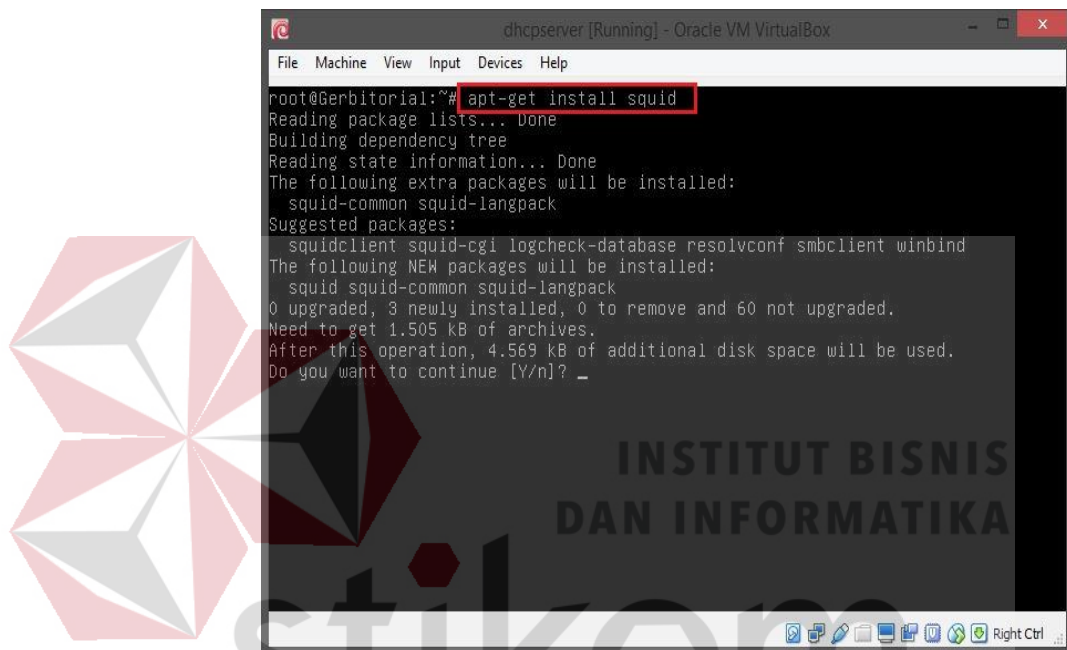 dhcpserver [Running] - Oracle VM VirtualBox
File Machine View Input Devices Help
root@Gerbitorial:~# apt-get install squid
Reading package lists... Done
Building dependency tree
Reading state information... Done
The following extra packages will be installed:
squid-common squid-langpack
Suggested packages:
squidclient squid-cgi logcheck-database resolvconf smbclient winbind
The following NEW packages will be installed:
squid squid-common squid-langpack
0 upgraded, 3 newly installed, 0 to remove and 60 not upgraded.
Need to get 1.505 kB of archives.
After this operation, 4.569 kB of additional disk space will be used.
Do you want to continue [Y/n]? _
INSTITUT BISNIS
DAN INFORMATIKA
stikom
Right Ctrl